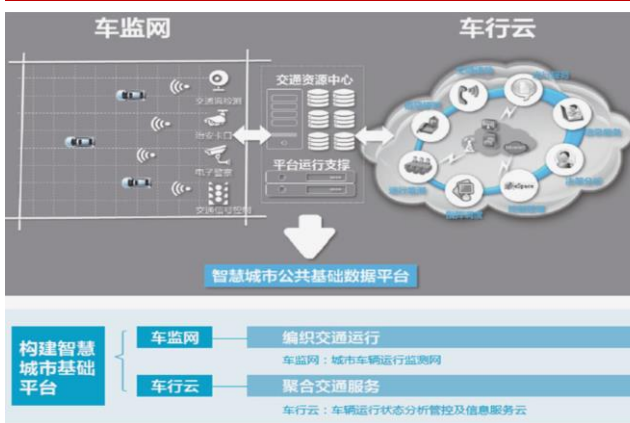 车监网
车行云
交通流检测
治安卡口
电子警察
交通信号控制
交通资源中心
平台运行支撑
智慧城市公共基础数据平台
构建智慧
城市基础
平台
车监网
编织交通运行
车监网：城市车辆运行监测网
车行云
聚合交通服务
车行云：车辆运行状态分析管控及信息服务云